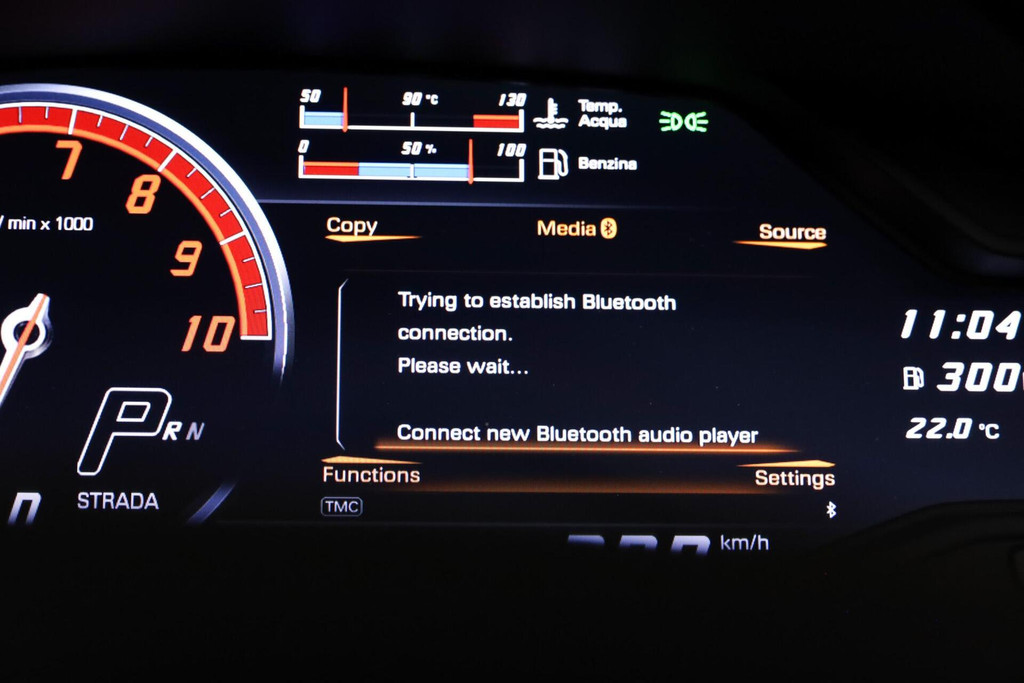 50 90 °C 130
Temp.
Acqua
0 50 % 100
Benzina
7
8
/ min x 1000
9
10
Copy
Media
Source
Trying to establish Bluetooth
connection.
Please wait...
Connect new Bluetooth audio player
11:04
300
22.0 °C
P R N
STRADA
Functions
Settings
TMC
km/h